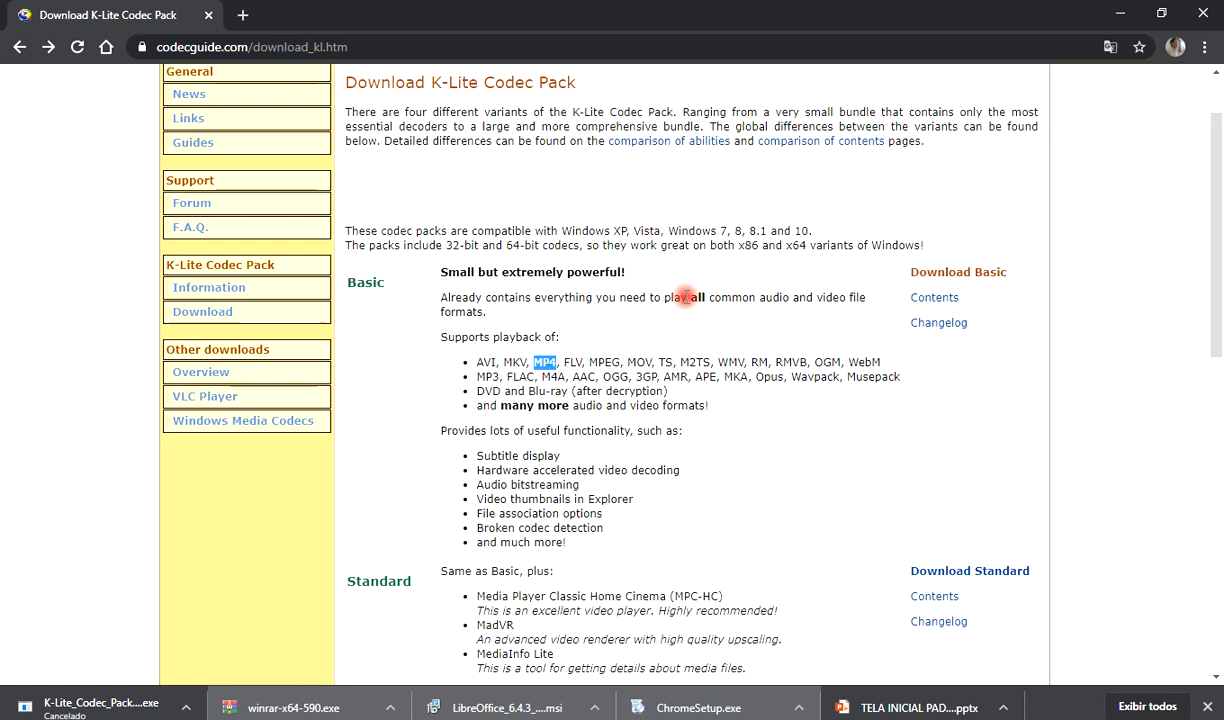 Download K-Lite Codec Pack
codecguide.com/download_kl.htm
General
News
Links
Guides
Support
Forum
F.A.Q.
K-Lite Codec Pack
Information
Download
Other downloads
Overview
VLC Player
Windows Media Codecs
Download K-Lite Codec Pack
There are four different variants of the K-Lite Codec Pack. Ranging from a very small bundle that contains only the most
essential decoders to a large and more comprehensive bundle. The global differences between the variants can be found
below. Detailed differences can be found on the comparison of abilities and comparison of contents pages.
These codec packs are compatible with Windows XP, Vista, Windows 7, 8, 8.1 and 10.
The packs include 32-bit and 64-bit codecs, so they work great on both x86 and x64 variants of Windows!
Basic
Small but extremely powerful!
Already contains everything you need to play all common audio and video file
formats.
Supports playback of:
• AVI, MKV, MP4, FLV, MPEG, MOV, TS, M2TS, WMV, RM, RMVB, OGM, WebM
• MP3, FLAC, M4A, AAC, OGG, 3GP, AMR, APE, MKA, Opus, Wavpack, Musepack
• DVD and Blu-ray (after decryption)
• and many more audio and video formats!
Provides lots of useful functionality, such as:
• Subtitle display
• Hardware accelerated video decoding
• Audio bitstreaming
• Video thumbnails in Explorer
• File association options
• Broken codec detection
• and much more!
Download Basic
Contents
Changelog
Standard
Same as Basic, plus:
• Media Player Classic Home Cinema (MPC-HC)
This is an excellent video player. Highly recommended!
• MadVR
An advanced video renderer with high quality upscaling.
• MediaInfo Lite
This is a tool for getting details about media files.
Download Standard
Contents
Changelog
K-Lite_Codec_Pack....exe
Cancelado
winrar-x64-590.exe
LibreOffice_6.4.3_....msi
ChromeSetup.exe
TELA INICIAL PAD....pptx
Exibir todos